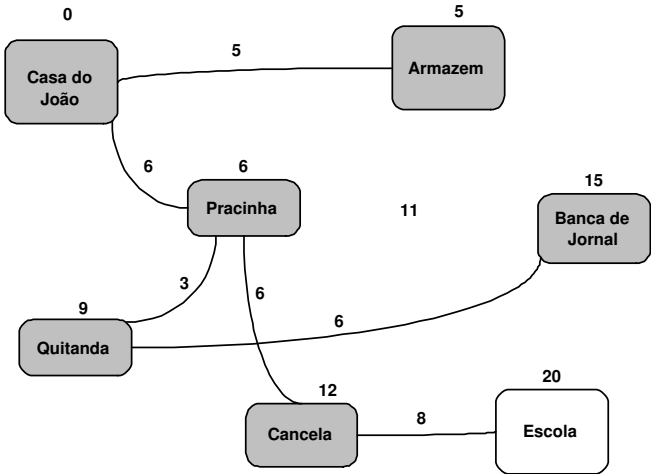 0
5
5
Casa do
João
Armazem
6
6
15
Pracinha
11
Banca de
Jornal
3
6
9
6
Quitanda
12
20
8
Cancela
Escola